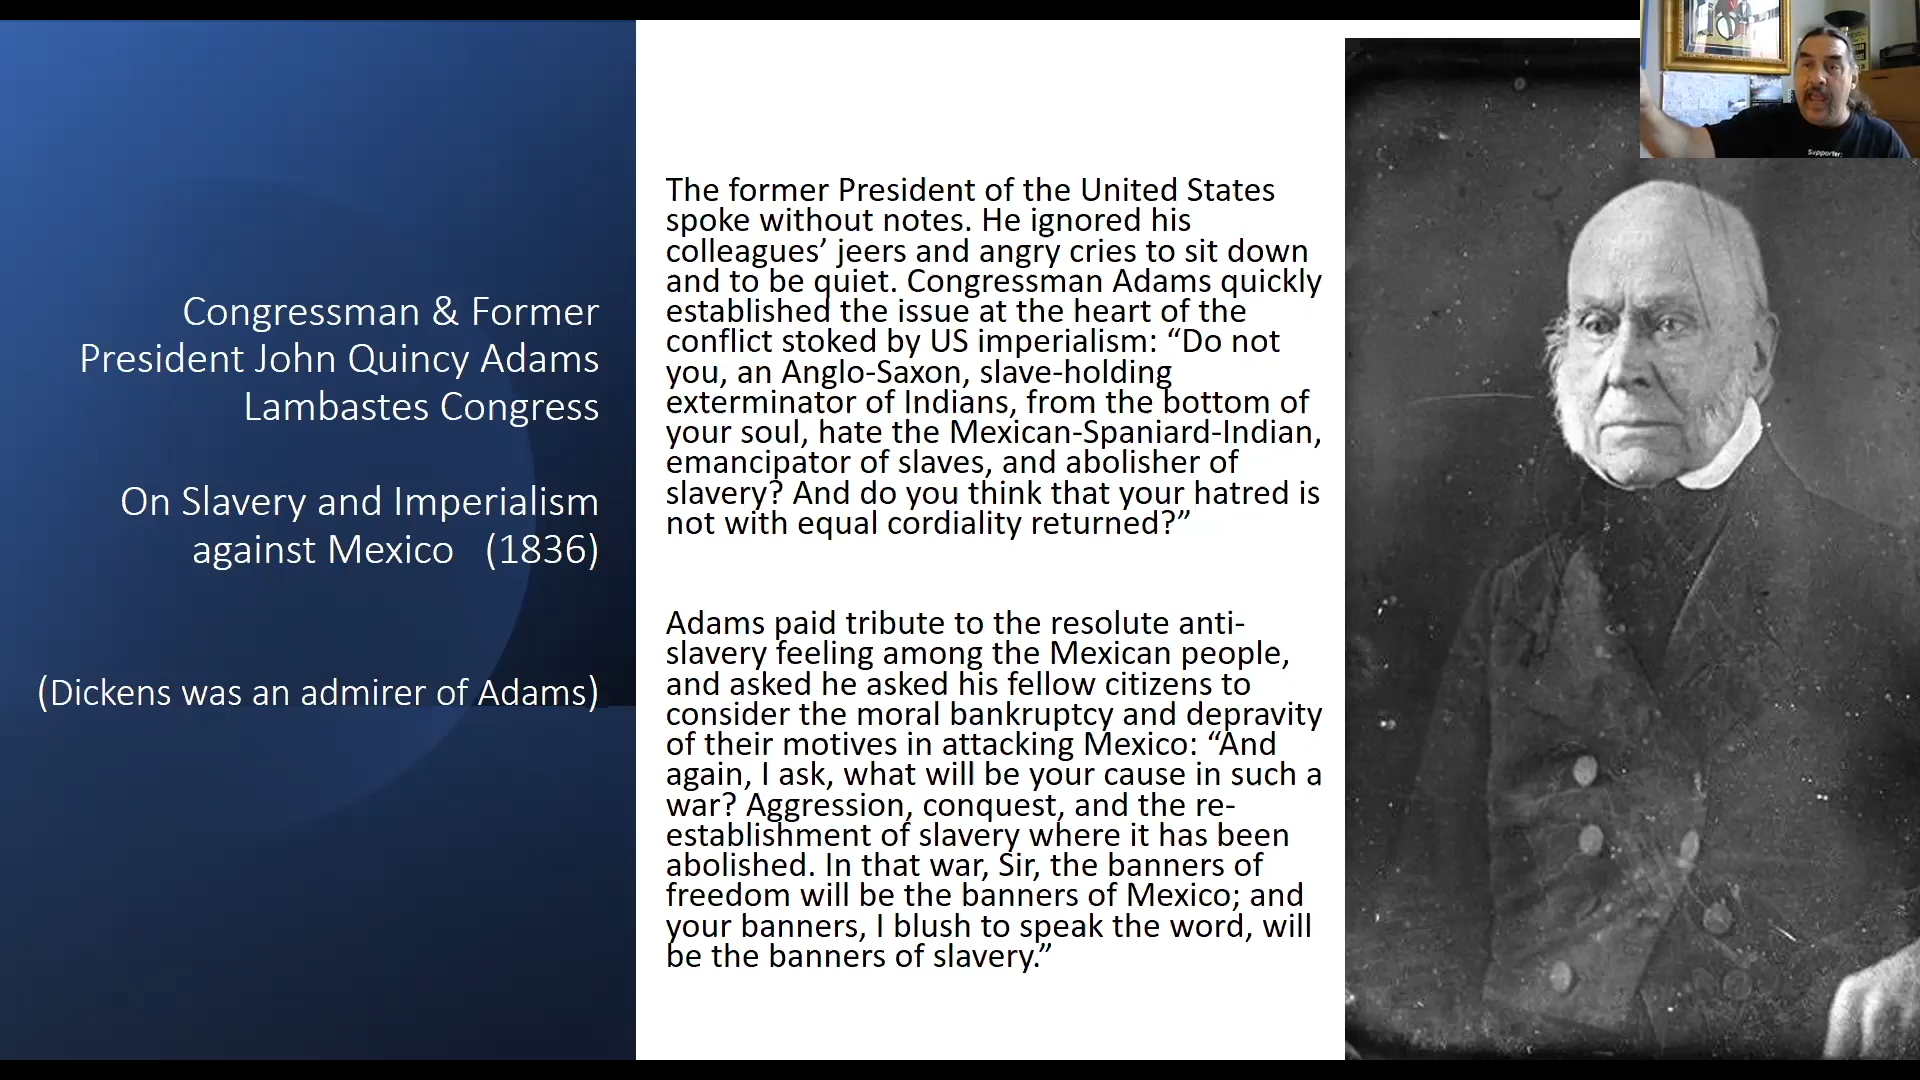 Congressman & Former
President John Quincy Adams
Lambastes Congress
On Slavery and Imperialism
against Mexico (1836)
(Dickens was an admirer of Adams)
The former President of the United States
spoke without notes. He ignored his
colleagues’ jeers and angry cries to sit down
and to be quiet. Congressman Adams quickly
established the issue at the heart of the
conflict stoked by US imperialism: “Do not
you, an Anglo-Saxon, slave-holding
exterminator of Indians, from the bottom of
your soul, hate the Mexican-Spaniard-Indian,
emancipator of slaves, and abolisher of
slavery? And do you think that your hatred is
not with equal cordiality returned?”
Adams paid tribute to the resolute anti-
slavery feeling among the Mexican people,
and asked he asked his fellow citizens to
consider the moral bankruptcy and depravity
of their motives in attacking Mexico: “And
again, I ask, what will be your cause in such a
war? Aggression, conquest, and the re-
establishment of slavery where it has been
abolished. In that war, Sir, the banners of
freedom will be the banners of Mexico; and
your banners, I blush to speak the word, will
be the banners of slavery.”
Supporter: